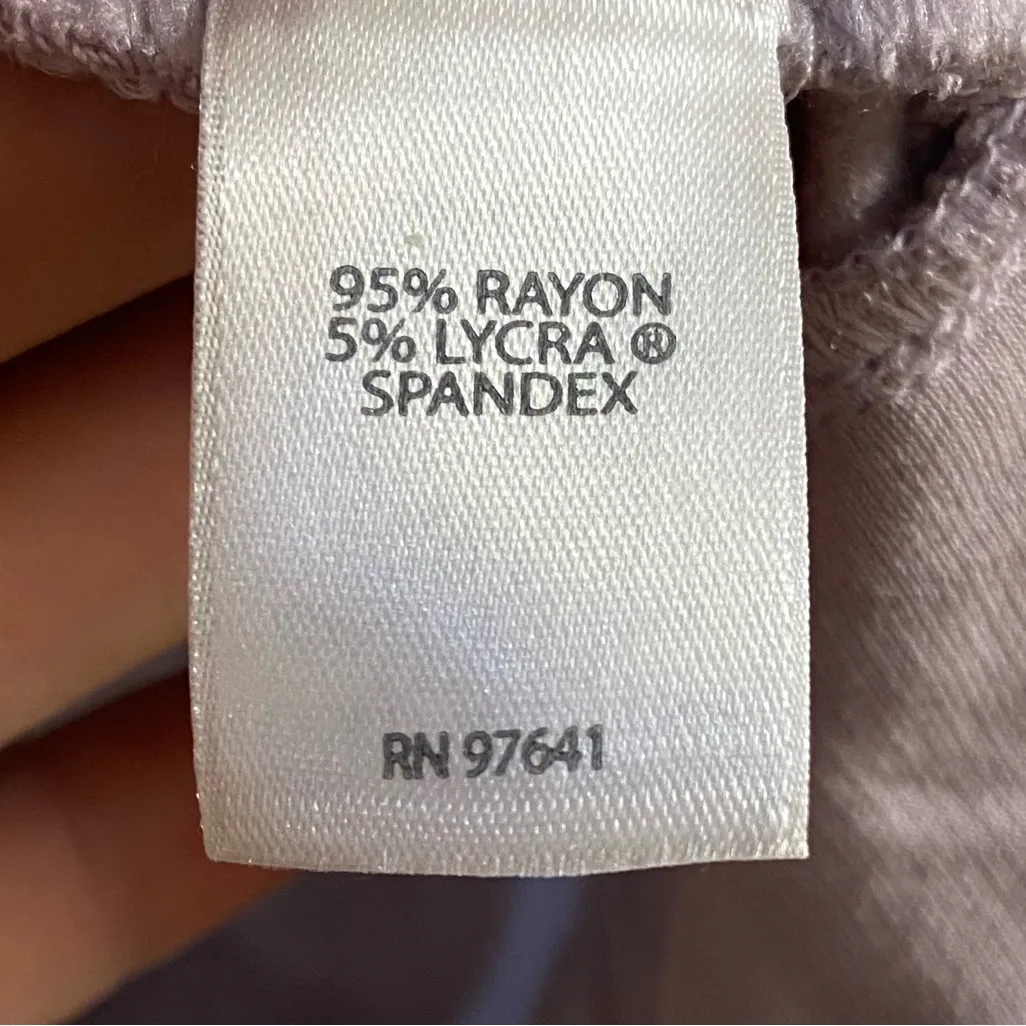 95% RAYON
5% LYCRA ®
SPANDEX
RN 97641